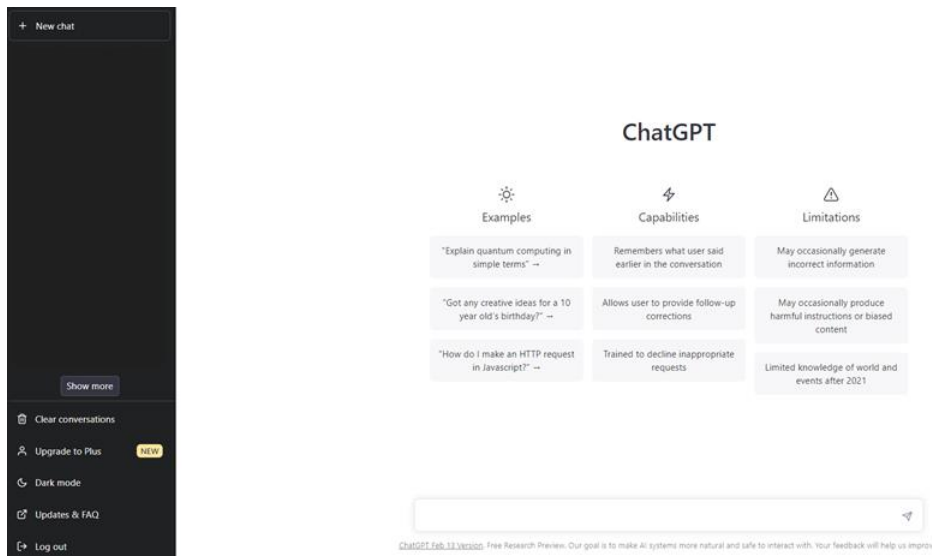 + New chat
Show more
Clear conversations
Upgrade to Plus NEW
Dark mode
Updates & FAQ
Log out
ChatGPT
Examples
"Explain quantum computing in
simple terms" →
"Got any creative ideas for a 10
year old's birthday?" →
"How do I make an HTTP request
in Javascript?" →
Capabilities
Remembers what user said
earlier in the conversation
Allows user to provide follow-up
corrections
Trained to decline inappropriate
requests
Limitations
May occasionally generate
incorrect information
May occasionally produce
harmful instructions or biased
content
Limited knowledge of world and
events after 2021
ChatGPT Feb 13 Version. Free Research Preview. Our goal is to make AI systems more natural and safe to interact with. Your feedback will help us improv